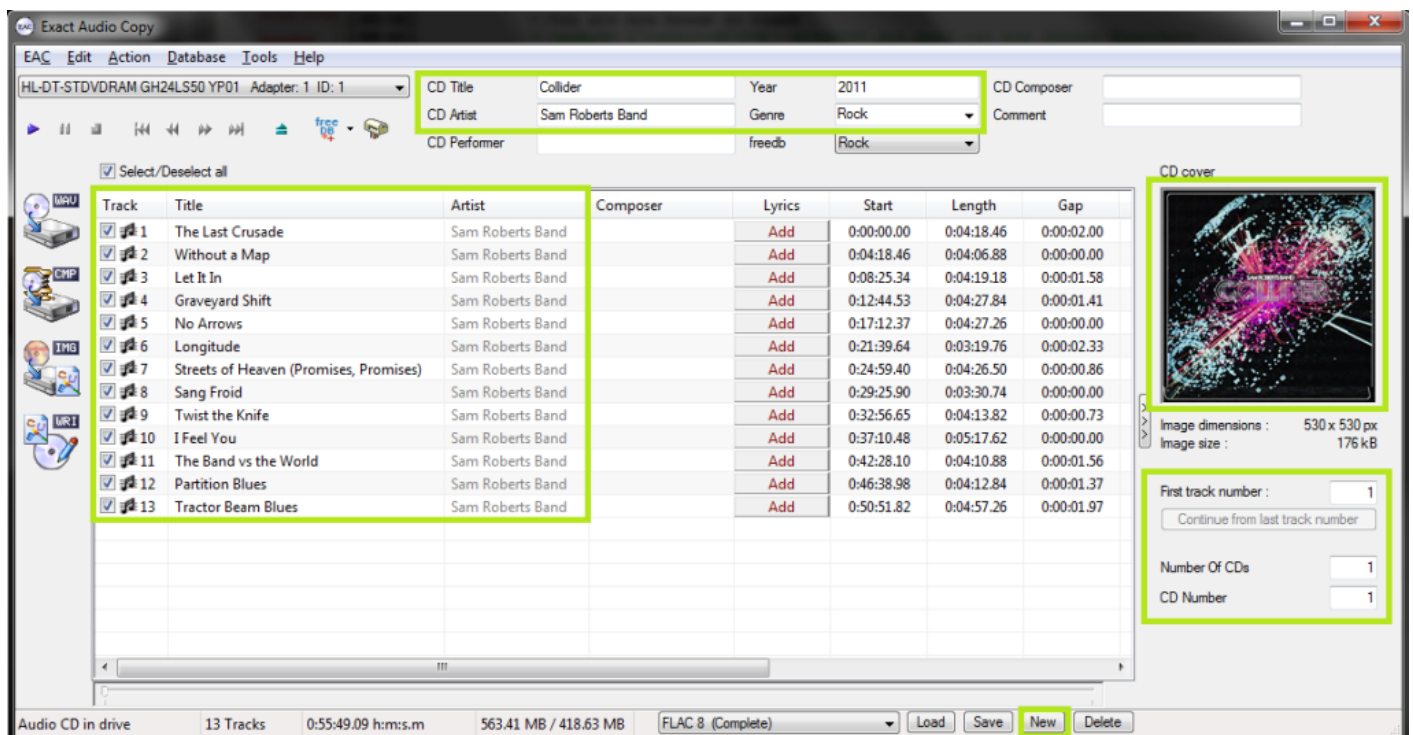 Exact Audio Copy
EAC Edit Action Database Tools Help
HL-DT-STDVDRAM GH24LS50 YP01 Adapter: 1 ID: 1
CD Title Collider Year 2011 CD Composer
CD Artist Sam Roberts Band Genre Rock Comment
CD Performer freedb Rock
free DB
Select/Deselect all CD cover
WAV
CMP
IMG
WRI
Track Title Artist Composer Lyrics Start Length Gap
1 The Last Crusade Sam Roberts Band Add 0:00:00.00 0:04:18.46 0:00:02.00
2 Without a Map Sam Roberts Band Add 0:04:18.46 0:04:06.88 0:00:00.00
3 Let It In Sam Roberts Band Add 0:08:25.34 0:04:19.18 0:00:01.58
4 Graveyard Shift Sam Roberts Band Add 0:12:44.53 0:04:27.84 0:00:01.41
5 No Arrows Sam Roberts Band Add 0:17:12.37 0:04:27.26 0:00:00.00
6 Longitude Sam Roberts Band Add 0:21:39.64 0:03:19.76 0:00:02.33
7 Streets of Heaven (Promises, Promises) Sam Roberts Band Add 0:24:59.40 0:04:26.50 0:00:00.86
8 Sang Froid Sam Roberts Band Add 0:29:25.90 0:03:30.74 0:00:00.00
9 Twist the Knife Sam Roberts Band Add 0:32:56.65 0:04:13.82 0:00:00.73
10 I Feel You Sam Roberts Band Add 0:37:10.48 0:05:17.62 0:00:00.00
11 The Band vs the World Sam Roberts Band Add 0:42:28.10 0:04:10.88 0:00:01.56
12 Partition Blues Sam Roberts Band Add 0:46:38.98 0:04:12.84 0:00:01.37
13 Tractor Beam Blues Sam Roberts Band Add 0:50:51.82 0:04:57.26 0:00:01.97
SAM ROBERTS BAND
COLLIDER
Image dimensions : 530 x 530 px
Image size : 176 kB
First track number : 1
Continue from last track number
Number Of CDs 1
CD Number 1
Audio CD in drive 13 Tracks 0:55:49.09 h:m:s.m 563.41 MB / 418.63 MB FLAC 8 (Complete) Load Save New Delete